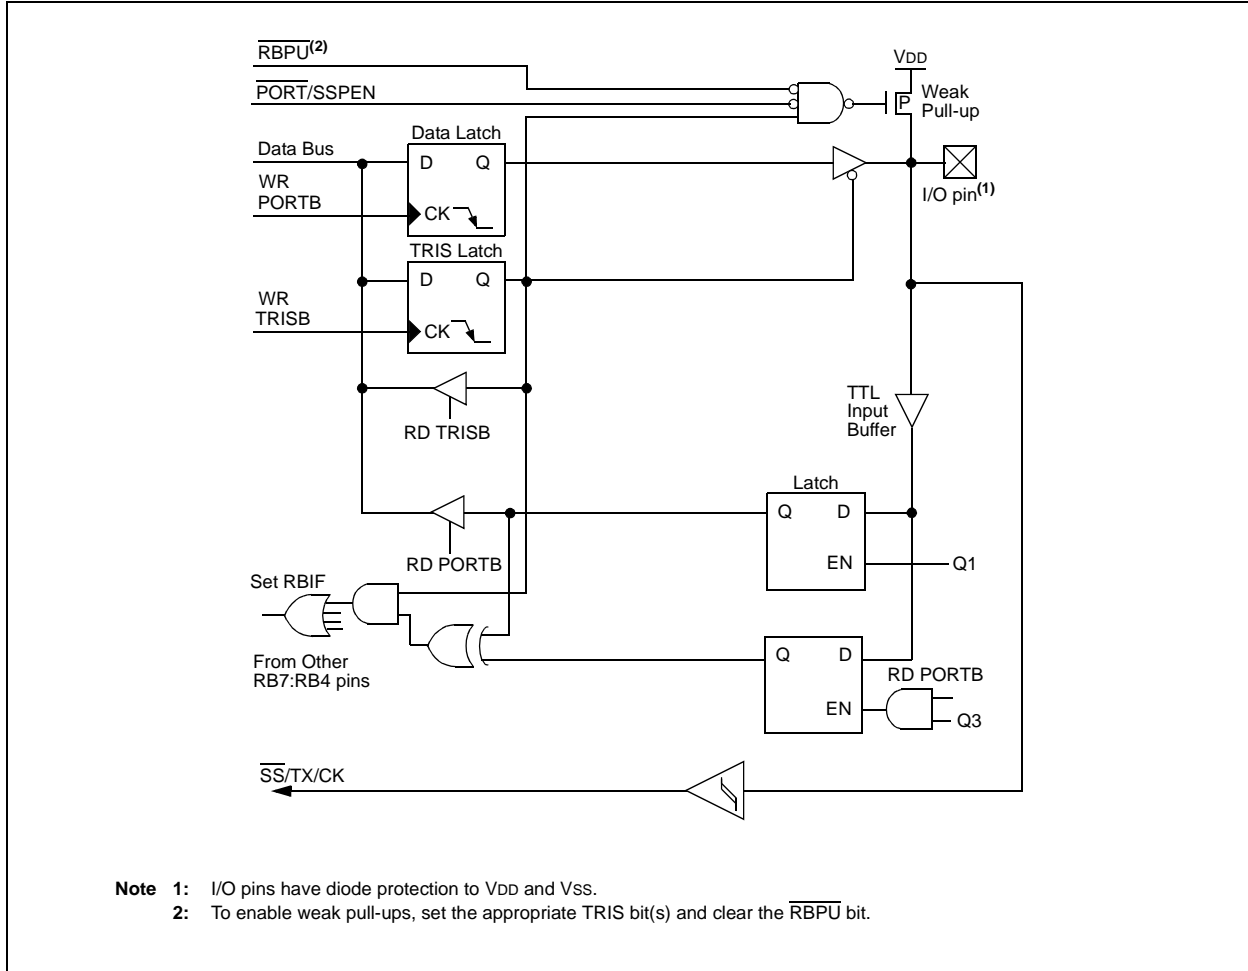 RBPU(2)
VDD
PORT/SSPEN
Weak
Pull-up
P
Data Latch
Data Bus
D Q
WR
PORTB
CK
I/O pin(1)
TRIS Latch
D Q
WR
TRISB
CK
TTL
Input
Buffer
RD TRISB
Latch
Q D
EN
Q1
RD PORTB
Set RBIF
Q D
From Other
RB7:RB4 pins
RD PORTB
EN
Q3
SS/TX/CK
Note 1: I/O pins have diode protection to VDD and VSS.
2: To enable weak pull-ups, set the appropriate TRIS bit(s) and clear the RBPU bit.